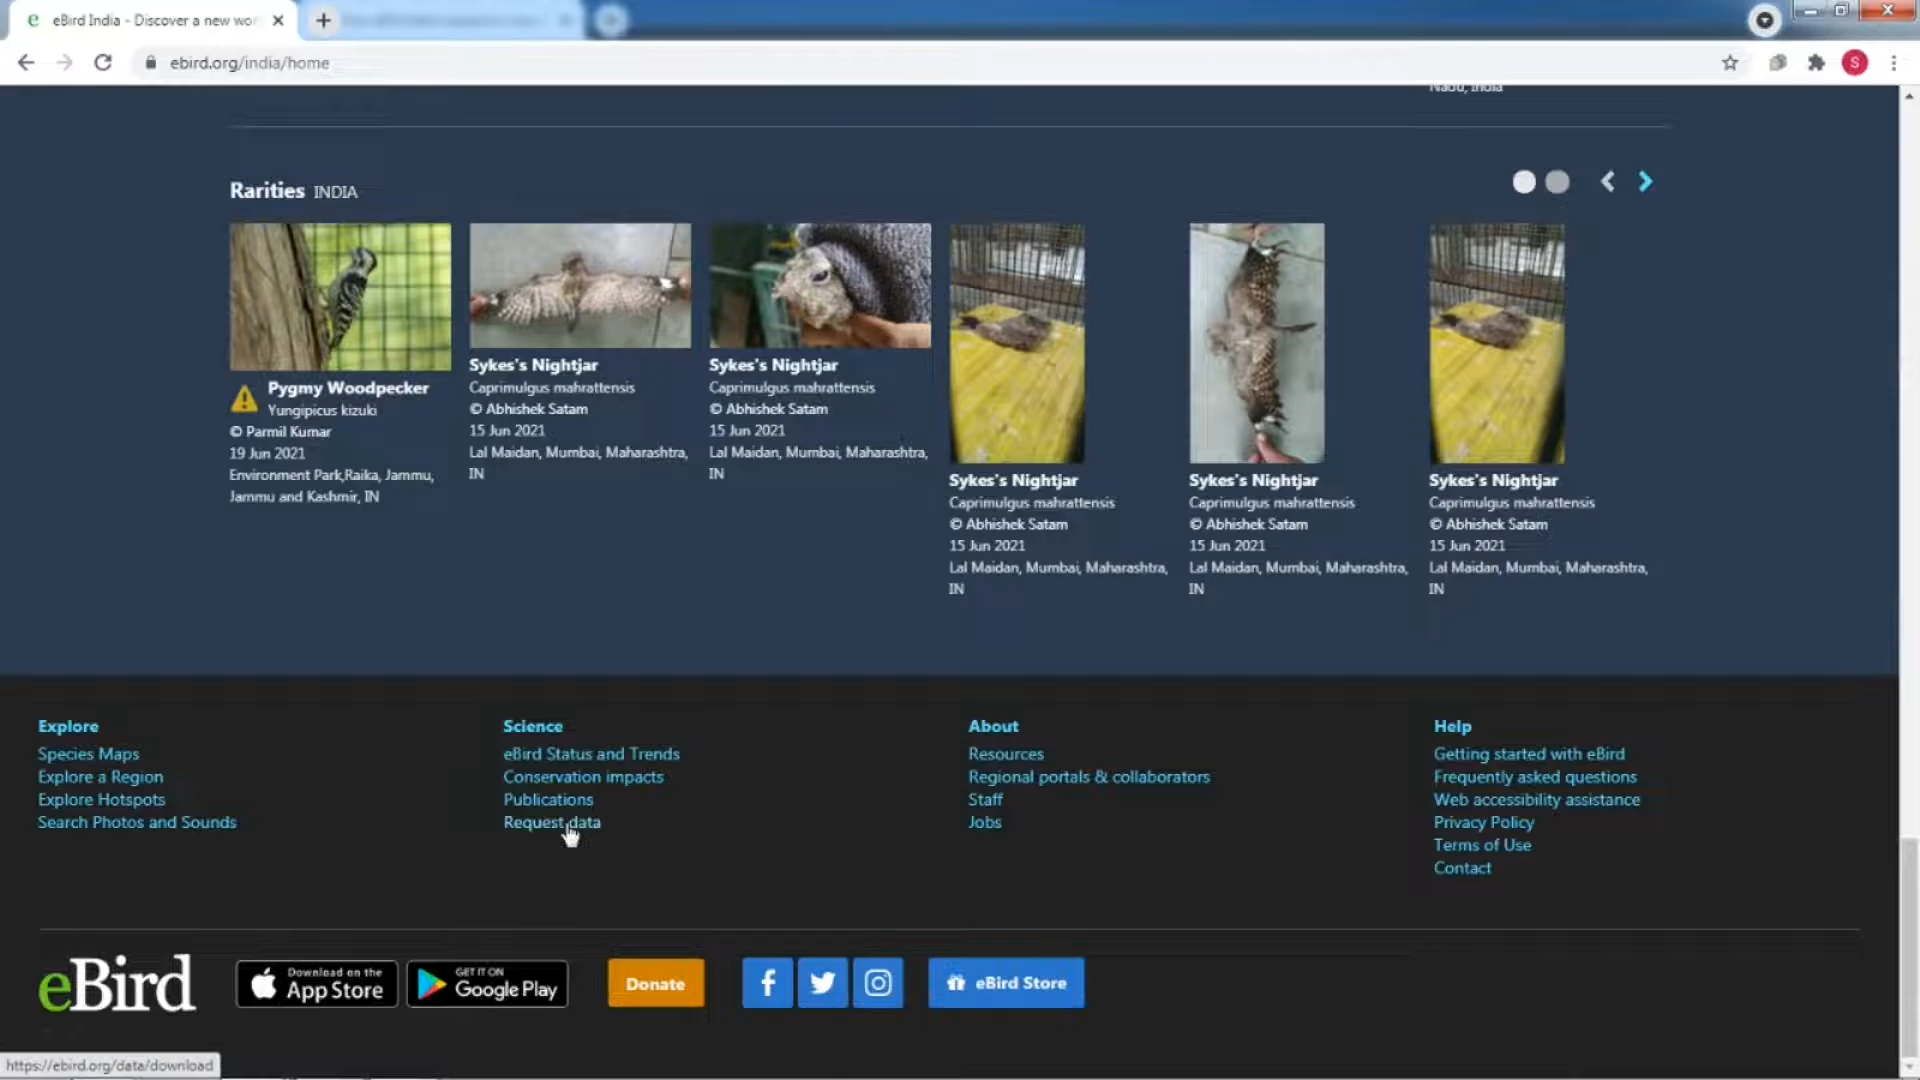 eBird India - Discover a new wor
ebird.org/india/home
Nadu, India
Rarities INDIA
Pygmy Woodpecker
Yungipicus kizuki
© Parmil Kumar
19 Jun 2021
Environment Park,Raika, Jammu,
Jammu and Kashmir, IN
Sykes's Nightjar
Caprimulgus mahrattensis
© Abhishek Satam
15 Jun 2021
Lal Maidan, Mumbai, Maharashtra,
IN
Sykes's Nightjar
Caprimulgus mahrattensis
© Abhishek Satam
15 Jun 2021
Lal Maidan, Mumbai, Maharashtra,
IN
Sykes's Nightjar
Caprimulgus mahrattensis
© Abhishek Satam
15 Jun 2021
Lal Maidan, Mumbai, Maharashtra,
IN
Sykes's Nightjar
Caprimulgus mahrattensis
© Abhishek Satam
15 Jun 2021
Lal Maidan, Mumbai, Maharashtra,
IN
Sykes's Nightjar
Caprimulgus mahrattensis
© Abhishek Satam
15 Jun 2021
Lal Maidan, Mumbai, Maharashtra,
IN
Explore
Species Maps
Explore a Region
Explore Hotspots
Search Photos and Sounds
Science
eBird Status and Trends
Conservation impacts
Publications
Request data
About
Resources
Regional portals & collaborators
Staff
Jobs
Help
Getting started with eBird
Frequently asked questions
Web accessibility assistance
Privacy Policy
Terms of Use
Contact
eBird
Download on the
App Store
GET IT ON
Google Play
Donate
eBird Store
https://ebird.org/data/download
S